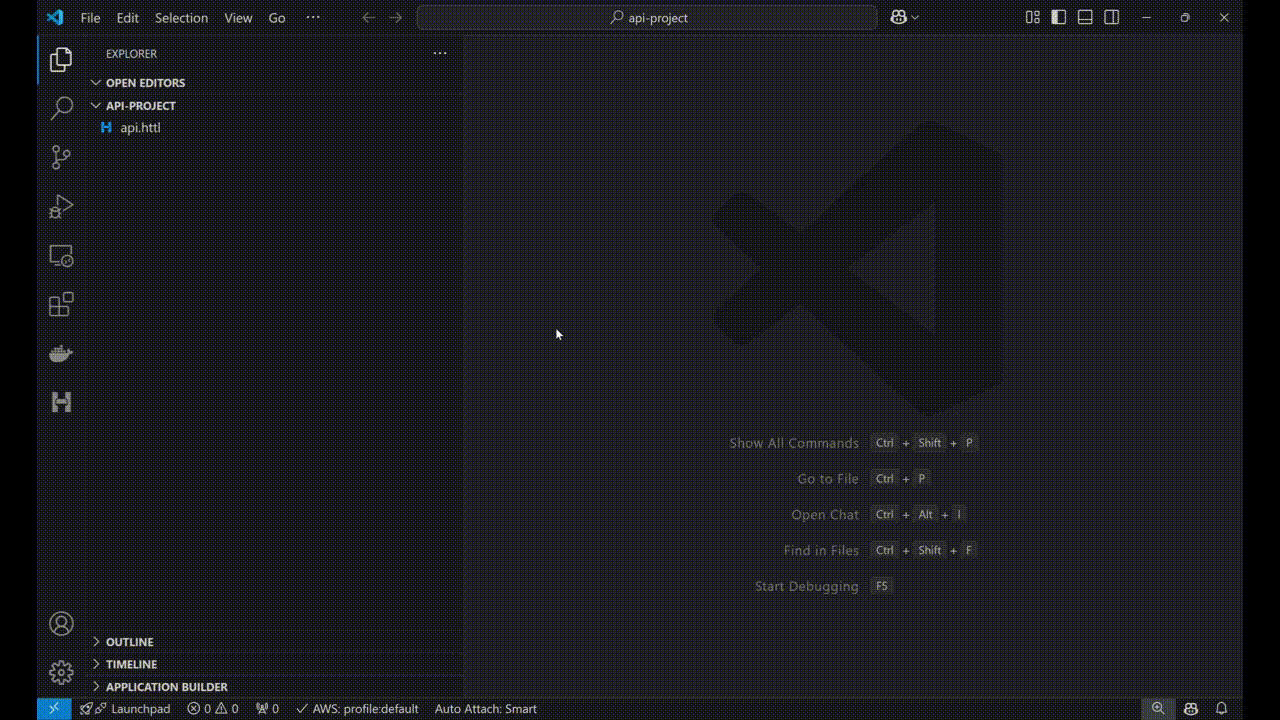 File Edit Selection View Go ···
api-project
EXPLORER ···
OPEN EDITORS
API-PROJECT
H api.httl
H
Show All Commands Ctrl + Shift + P
Go to File Ctrl + P
Open Chat Ctrl + Alt + I
Find in Files Ctrl + Shift + F
Start Debugging F5
OUTLINE
TIMELINE
APPLICATION BUILDER
Launchpad 0 0 0 AWS: profile:default Auto Attach: Smart